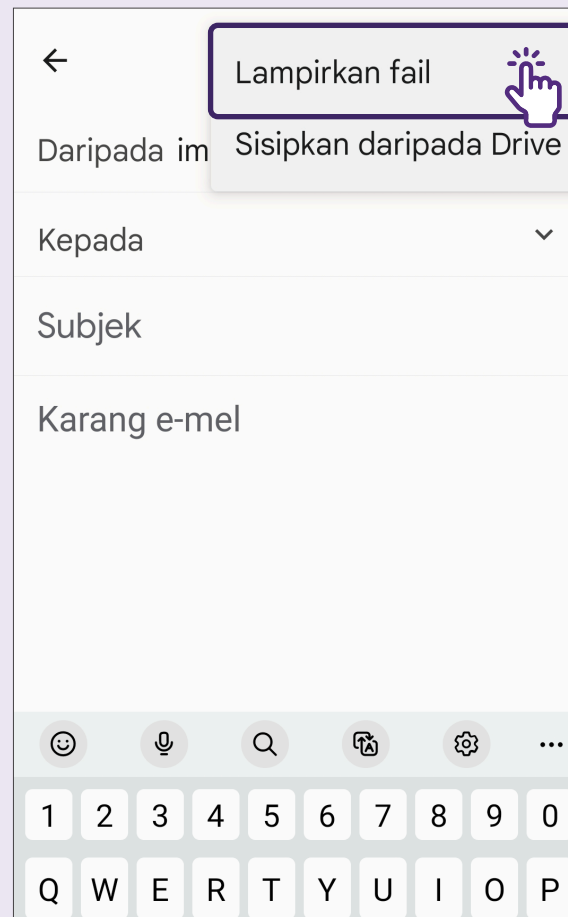 Lampirkan fail
Daripada im
Sisipkan daripada Drive
Kepada
Subjek
Karang e-mel
1 2 3 4 5 6 7 8 9 0
Q W E R T Y U I O P